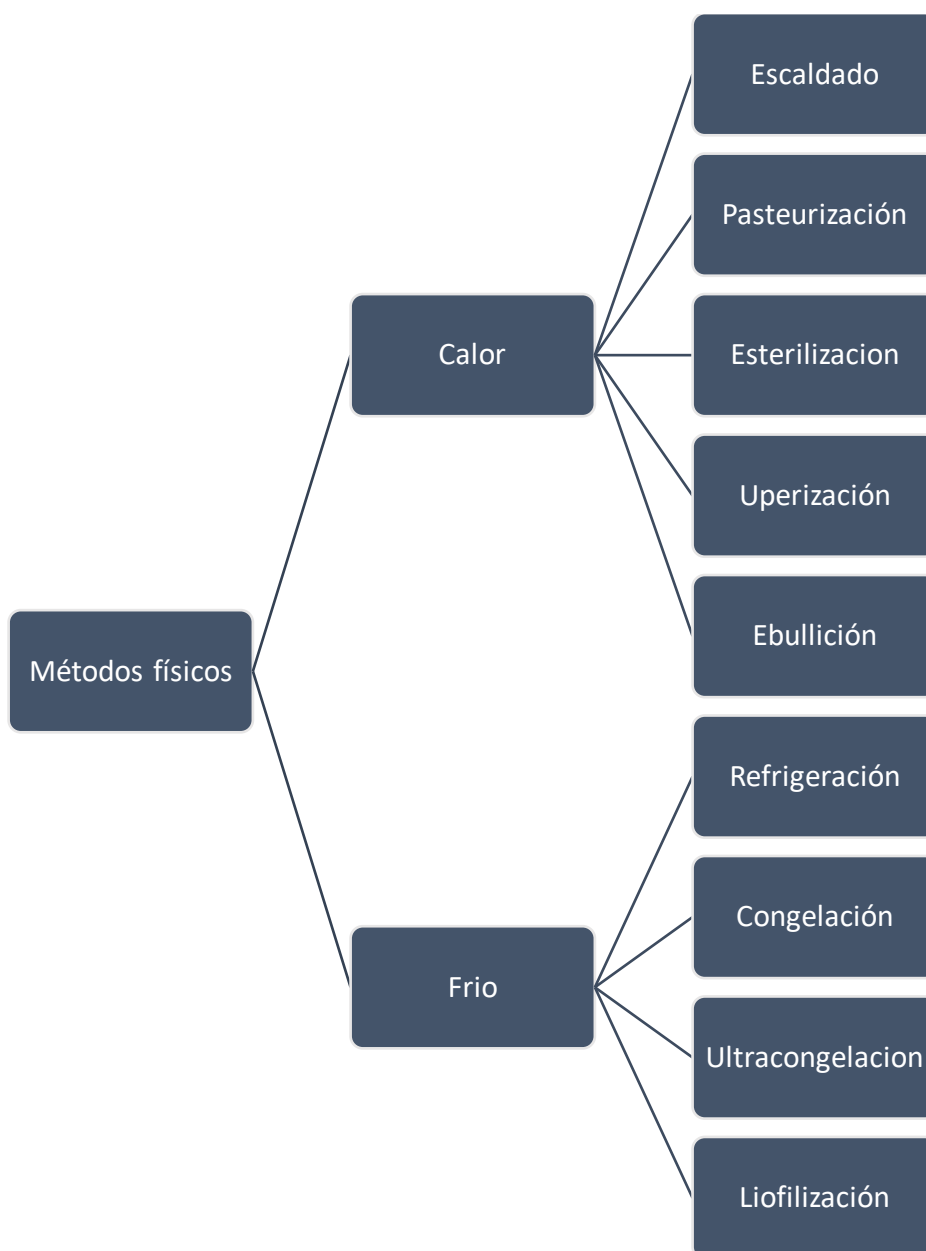 Escaldado
Pasteurización
Calor
Esterilizacion
Uperización
Ebullición
Métodos físicos
Refrigeración
Congelación
Frio
Ultracongelacion
Liofilización